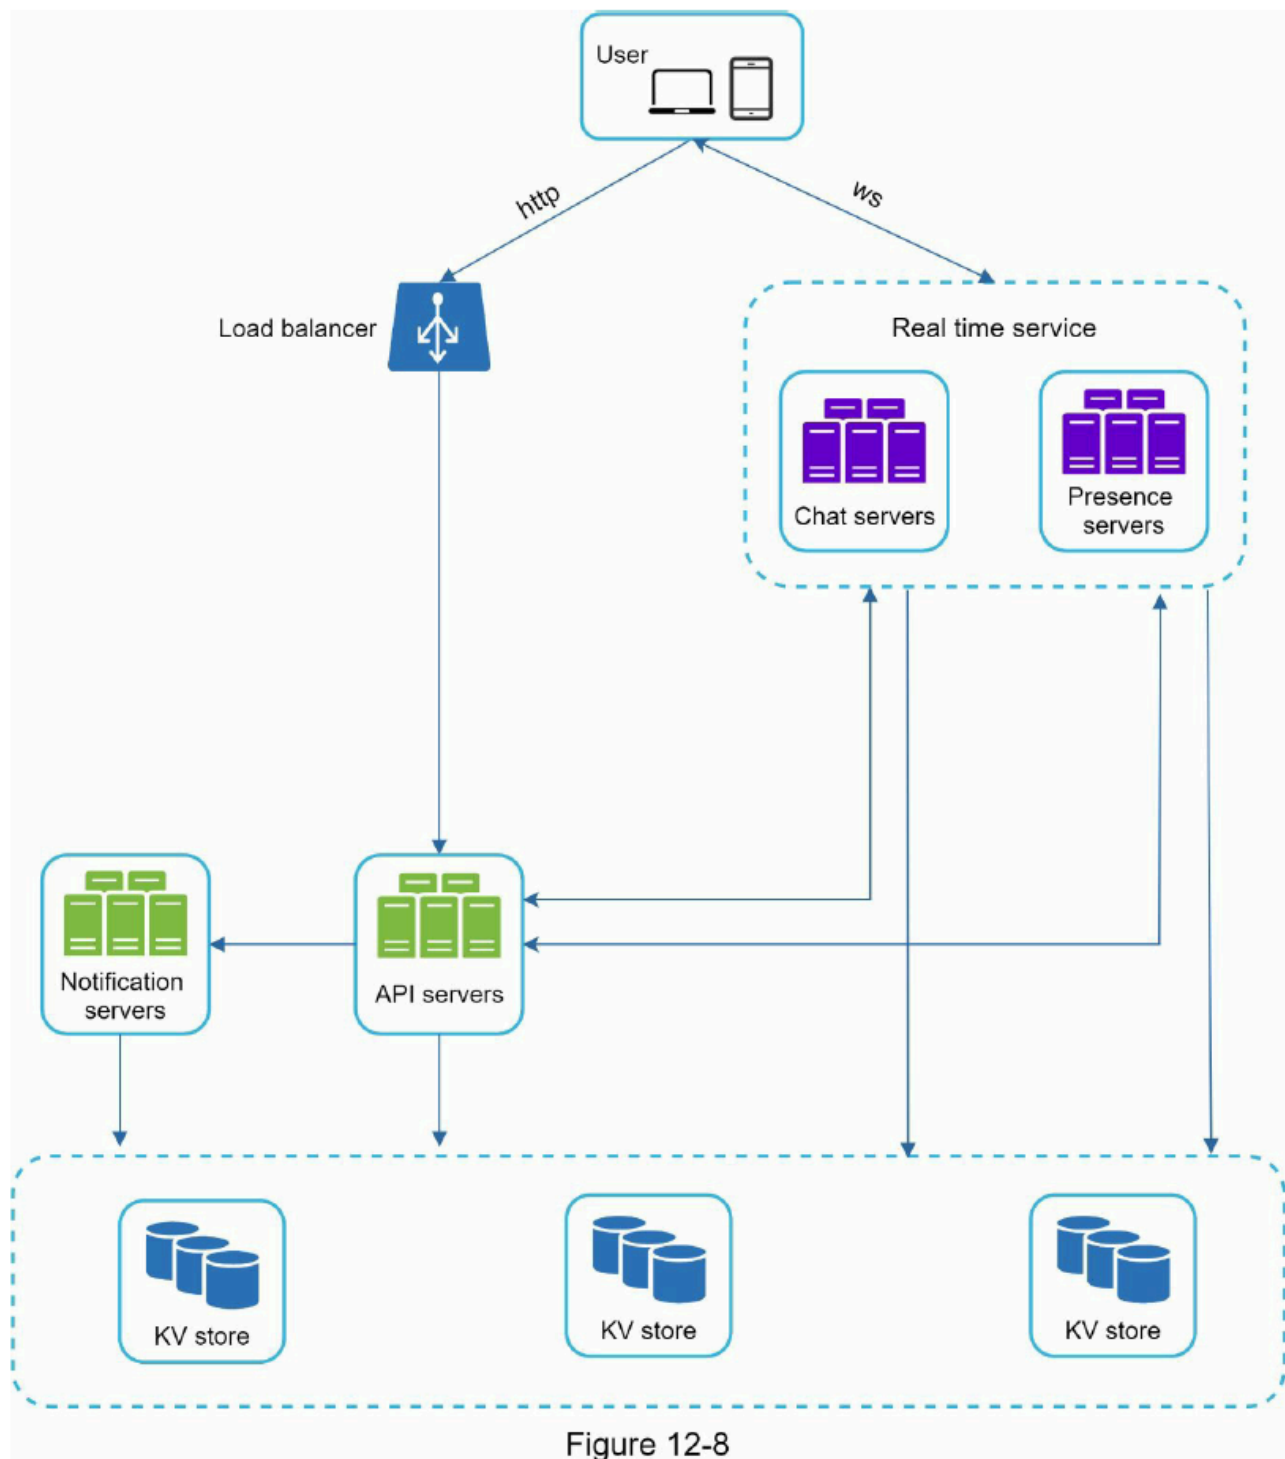 User
http
ws
Load balancer
Real time service
Chat servers
Presence
servers
Notification
servers
API servers
KV store
KV store
KV store
Figure 12-8